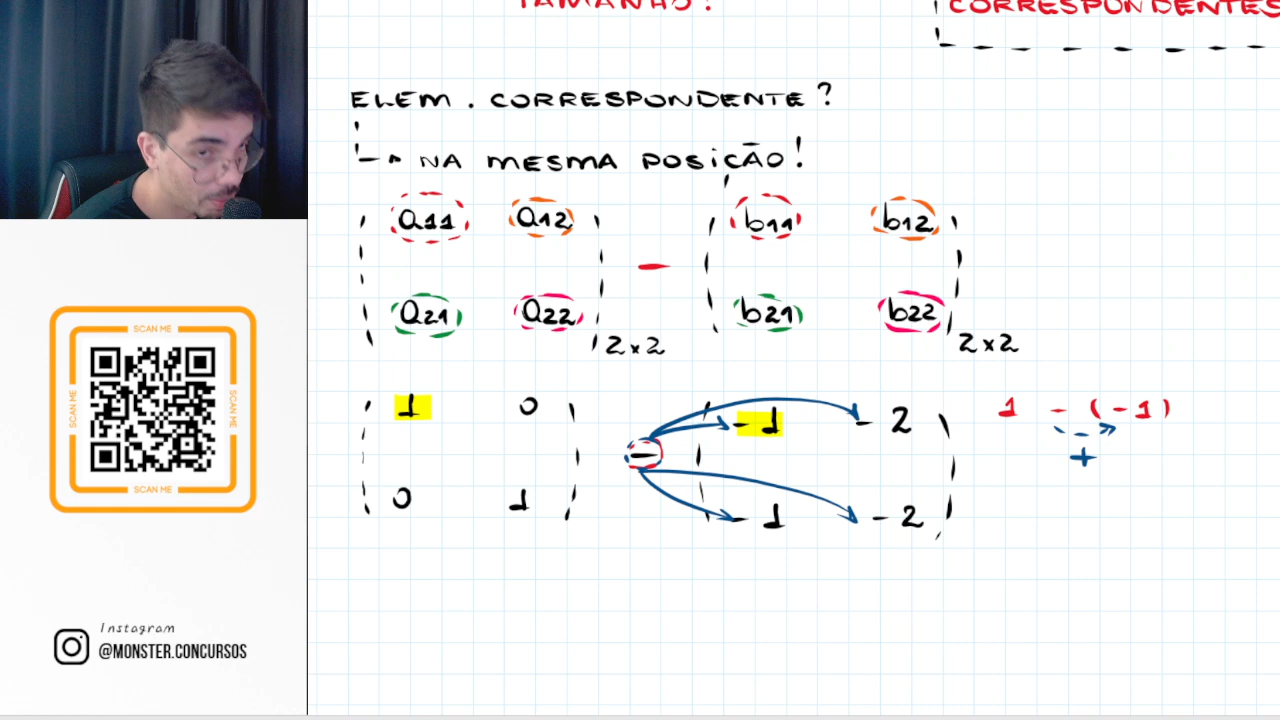 TAMANHO!
CORRESPONDENTES
ELEM. CORRESPONDENTE?
NA MESMA POSIÇÃO!
a11 a12 - b11 b12
a21 a22 2x2 b21 b22 2x2
1 0 - -1 -2 1 - (-1)
+
0 1 -1 -2
SCAN ME
SCAN ME
SCAN ME
SCAN ME
Instagram
@MONSTER.CONCURSOS